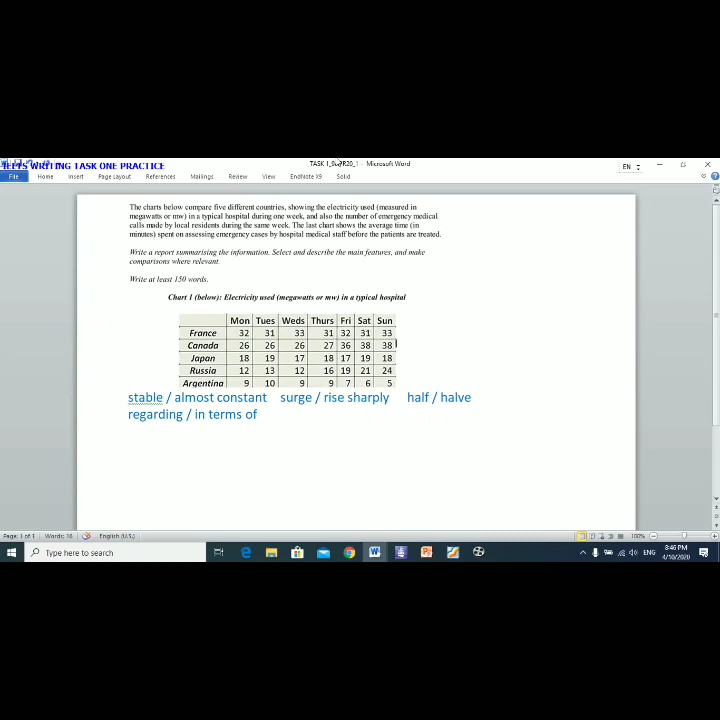 IELTS WRITING TASK ONE PRACTICE
- Microsoft Word
EN
File Home Insert Page Layout References Mailings Review View EndNote X9 Solid
The charts below compare five different countries, showing the electricity used (measured in
megawatts or mw) in a typical hospital during one week, and also the number of emergency medical
calls made by local residents during the same week. The last chart shows the average time (in
minutes) spent on assessing emergency cases by hospital medical staff before the patients are treated.
Write a report summarising the information. Select and describe the main features, and make
comparisons where relevant.
Write at least 150 words.
Chart 1 (below): Electricity used (megawatts or mw) in a typical hospital
Mon Tues Weds Thurs Fri Sat Sun
France 32 31 33 31 32 31 33
Canada 26 26 26 27 36 38 38
Japan 18 19 17 18 17 19 18
Russia 12 13 12 16 19 21 24
Argentina 9 10 9 9 7 6 5
stable / almost constant surge / rise sharply half / halve
regarding / in terms of
Page: 1 of 1 Words: 16 English (U.S.) 100%
Type here to search
ENG
8:46 PM
4/10/2020